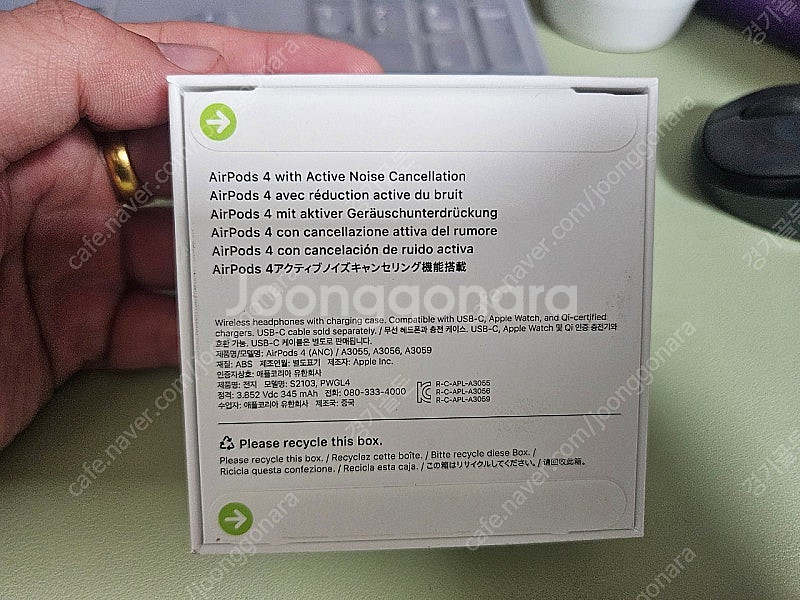 AirPods 4 with Active Noise Cancellation
AirPods 4 avec réduction active du bruit
AirPods 4 mit aktiver Geräuschunterdrückung
AirPods 4 con cancellazione attiva del rumore
AirPods 4 con cancelación de ruido activa
AirPods 4アクティブノイズキャンセリング機能搭載
Joonggonara
Wireless headphones with charging case. Compatible with USB-C, Apple Watch, and Qi-certified
chargers. USB-C cable sold separately. / 무선 헤드폰과 충전 케이스. USB-C, Apple Watch 및 Qi 인증 충전기와
호환 가능. USB-C 케이블은 별도로 판매됩니다.
제품명/모델명: AirPods 4 (ANC) / A3055, A3056, A3059
재질: ABS 제조연월: 별도표기 제조자: Apple Inc.
인증자상호: 애플코리아 유한회사
제품명: 전지 모델명: S2103, PWGL4
정격: 3.852 Vdc 345 mAh 전화: 080-333-4000
수입자: 애플코리아 유한회사 제조국: 중국
R-C-APL-A3055
R-C-APL-A3056
R-C-APL-A3059
Please recycle this box.
Please recycle this box. / Recyclez cette boîte. / Bitte recycle diese Box. /
Ricicla questa confezione. / Recicla esta caja. / この箱はリサイクルしてください。/ 请回收此箱。
cafe.naver.com/joonggonara
cafe.naver.com/joonggonara
cafe.naver.com/joonggonara